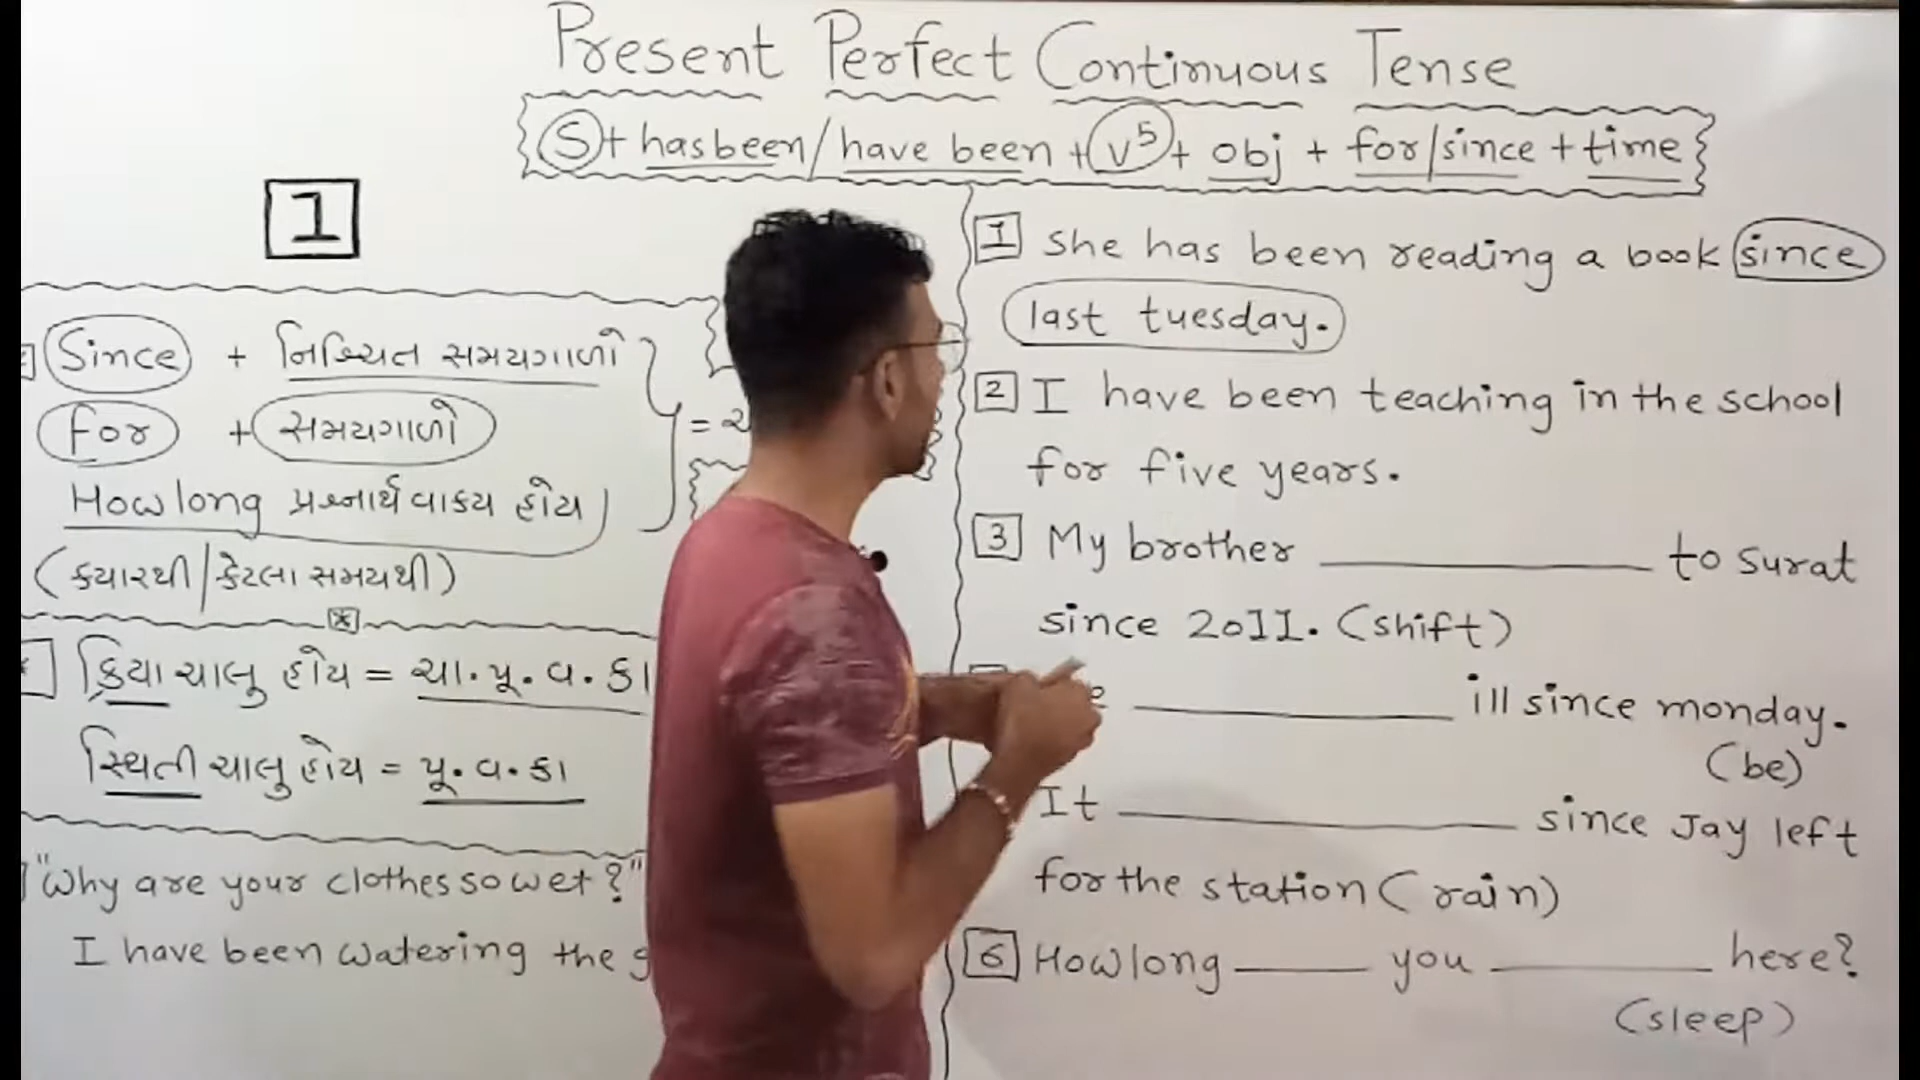 Present Perfect Continuous Tense
S + has been / have been + v5 + obj + for / since + time
1
Since + નિશ્ચિત સમયગાળો
for + સમયગાળો
=
How long પ્રશ્નાર્થ વાકય હોય
(કયારથી / કેટલા સમયથી)
ક્રિયા ચાલુ હોય = ચા. પૂ. વ. કા
સ્થિતી ચાલુ હોય = પૂ. વ. કા
"Why are your clothes so wet?"
I have been watering the
1 She has been reading a book since
last tuesday.
2 I have been teaching in the school
for five years.
3 My brother ________ to surat
since 2011. (shift)
________ ill since monday.
(be)
It ________ since Jay left
for the station (rain)
6 How long ____ you ______ here?
(sleep)